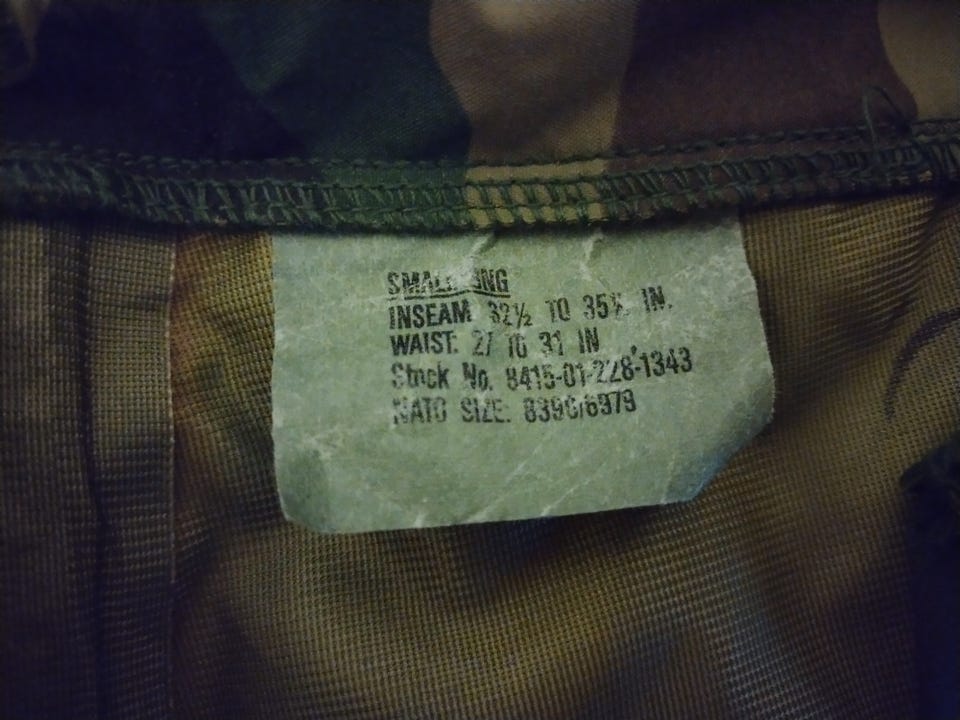 SMALL LONG
INSEAM 32½ TO 35½ IN.
WAIST: 27 TO 31 IN
Stock No. 8415-01-228-1343
NATO SIZE: 8390/6979